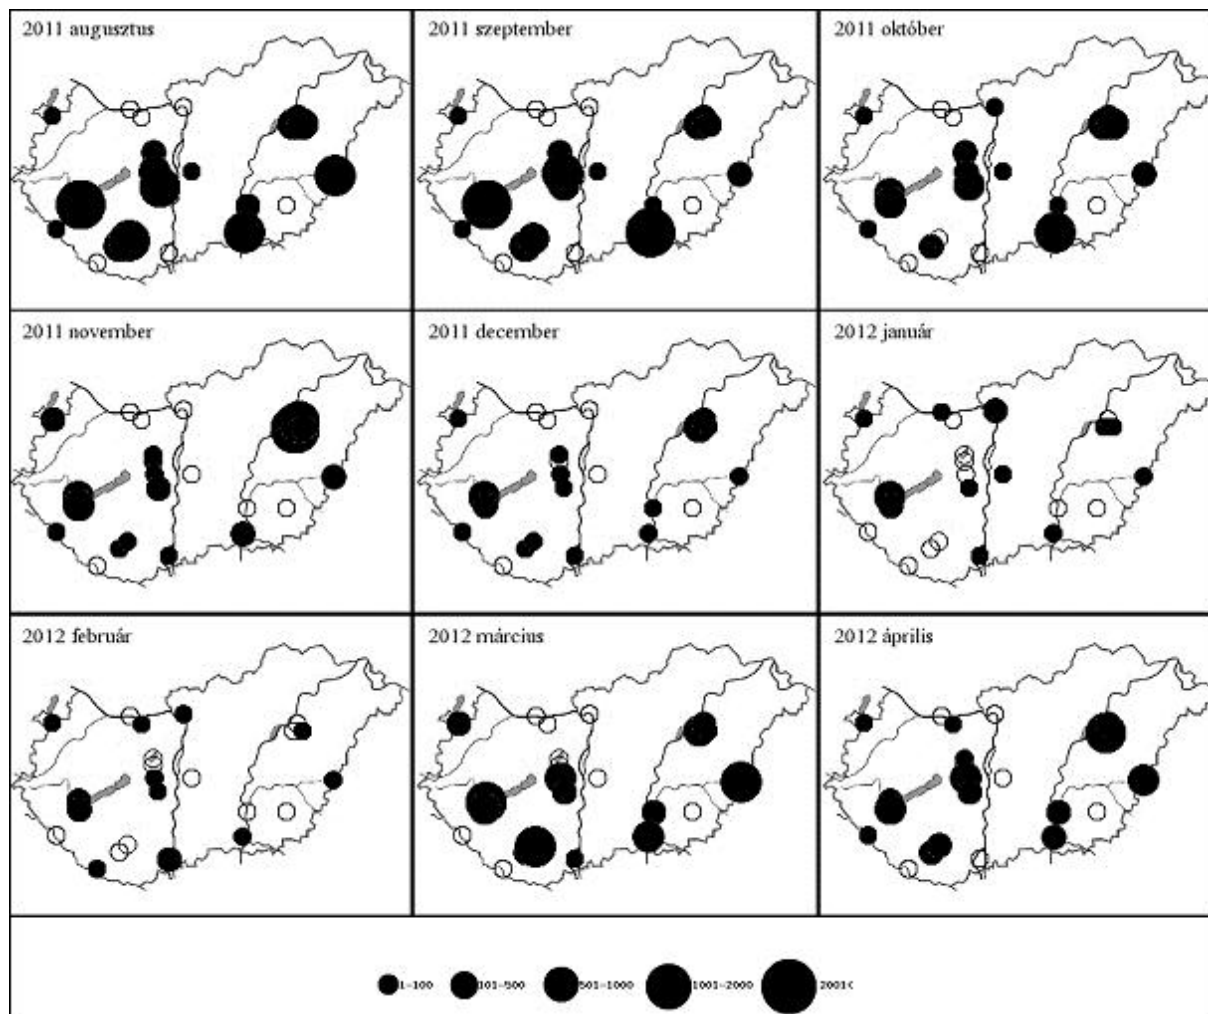 2011 augusztus
2011 szeptember
2011 október
2011 november
2011 december
2012 január
2012 február
2012 március
2012 április
1-100
101-500
501-1000
1001-2000
2001<